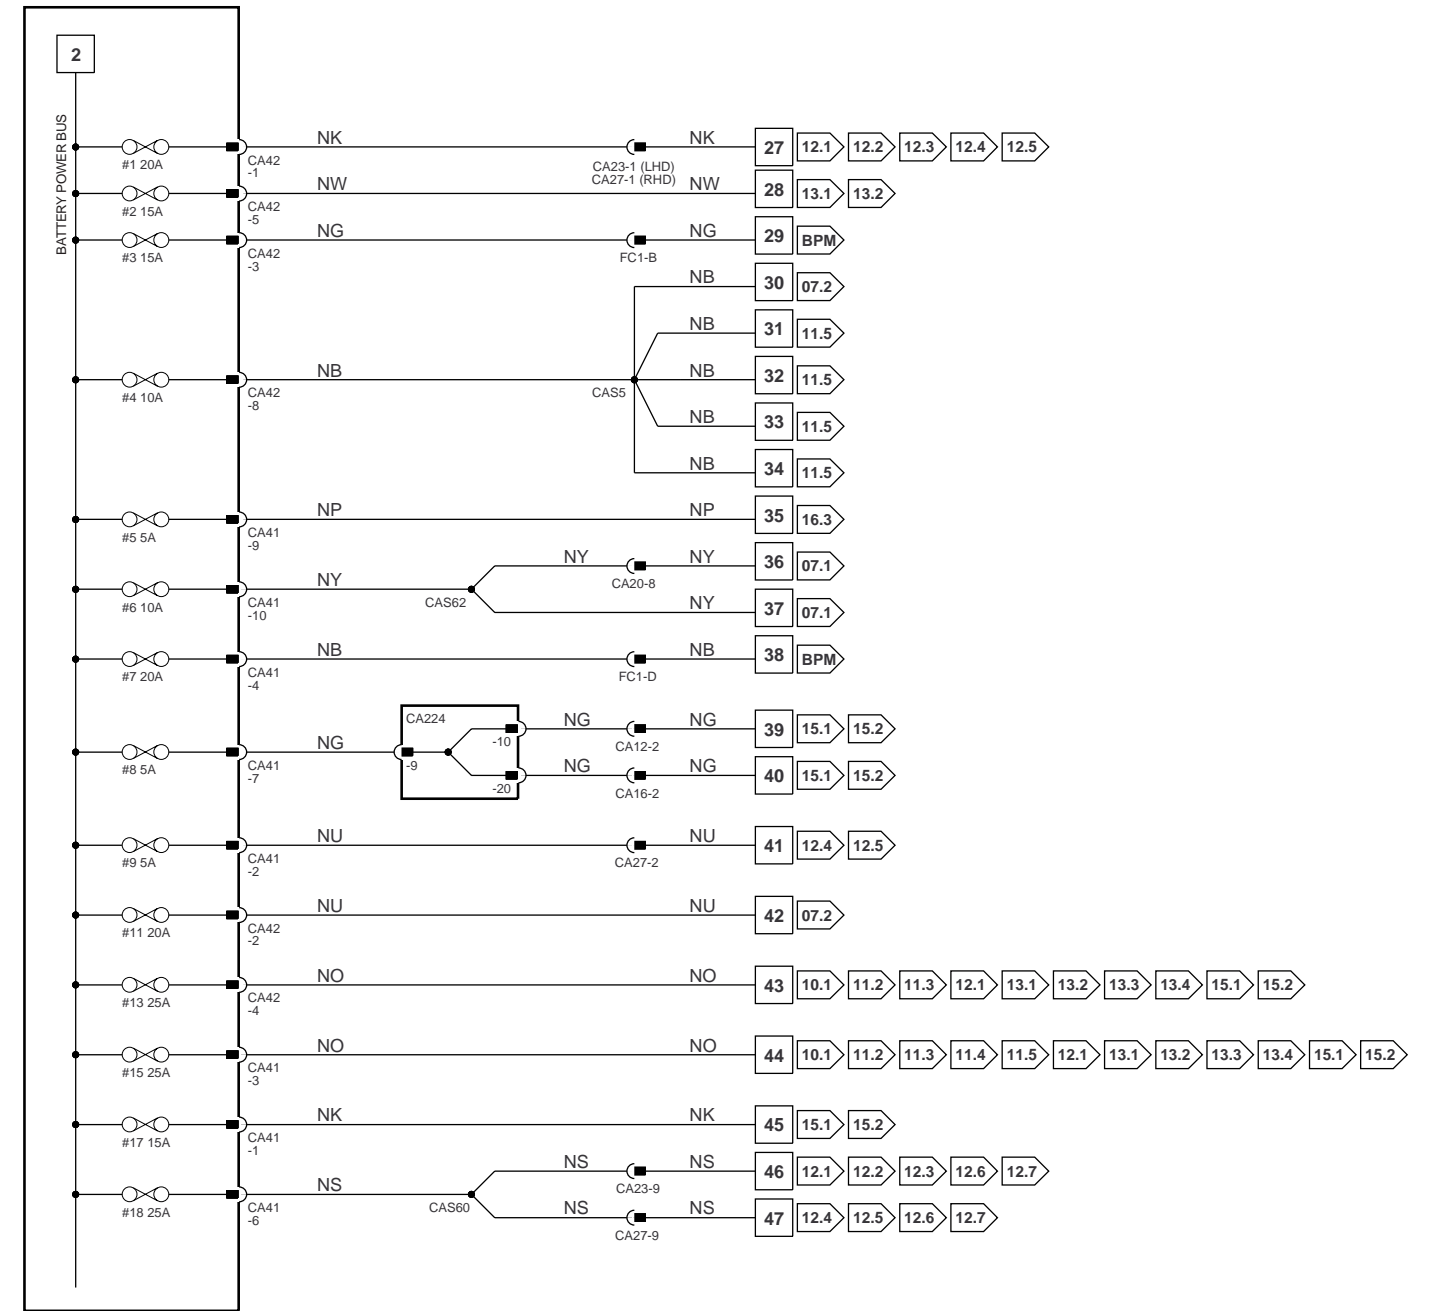 2
BATTERY POWER BUS
NK NK 27 12.1 12.2 12.3 12.4 12.5
#1 20A CA42 CA23-1 (LHD)
-1 CA27-1 (RHD)
NW NW 28 13.1 13.2
#2 15A CA42
-5
NG NG 29 BPM
#3 15A CA42 FC1-B
-3
NB 30 07.2
NB 31 11.5
NB NB 32 11.5
#4 10A CA42 CAS5
-8
NB 33 11.5
NB 34 11.5
NP NP 35 16.3
#5 5A CA41
-9
NY NY 36 07.1
CA20-8
NY
#6 10A CA41 CAS62
-10
NY 37 07.1
NB NB 38 BPM
#7 20A CA41 FC1-D
-4
CA224 NG NG 39 15.1 15.2
-10 CA12-2
NG
#8 5A CA41 -9
-7
NG NG 40 15.1 15.2
-20 CA16-2
NU NU 41 12.4 12.5
#9 5A CA41 CA27-2
-2
NU NU 42 07.2
#11 20A CA42
-2
NO NO 43 10.1 11.2 11.3 12.1 13.1 13.2 13.3 13.4 15.1 15.2
#13 25A CA42
-4
NO NO 44 10.1 11.2 11.3 11.4 11.5 12.1 13.1 13.2 13.3 13.4 15.1 15.2
#15 25A CA41
-3
NK NK 45 15.1 15.2
#17 15A CA41
-1
NS NS 46 12.1 12.2 12.3 12.6 12.7
CA23-9
NS
#18 25A CA41 CAS60
-6
NS NS 47 12.4 12.5 12.6 12.7
CA27-9